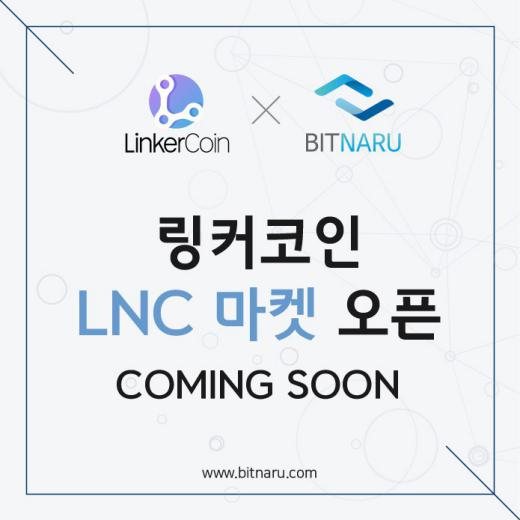 LinkerCoin
BITNARU
링커코인
LNC 마켓 오픈
COMING SOON
www.bitnaru.com